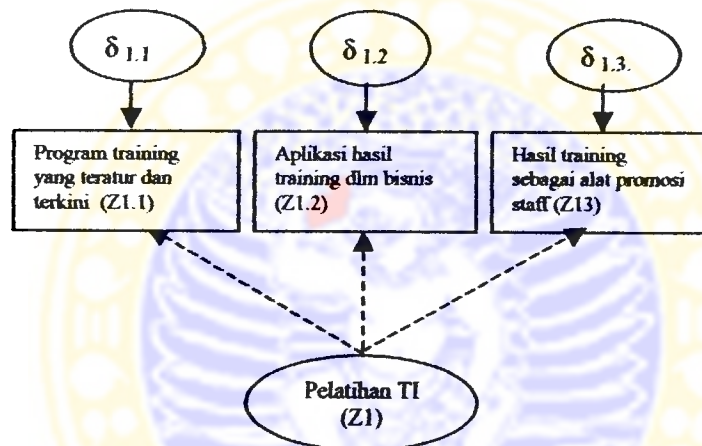 δ 1.1
δ 1.2
δ 1.3.
Program training
yang teratur dan
terkini (Z1.1)
Aplikasi hasil
training dlm bisnis
(Z1.2)
Hasil training
sebagai alat promosi
staff (Z13)
Pelatihan TI
(Z1)